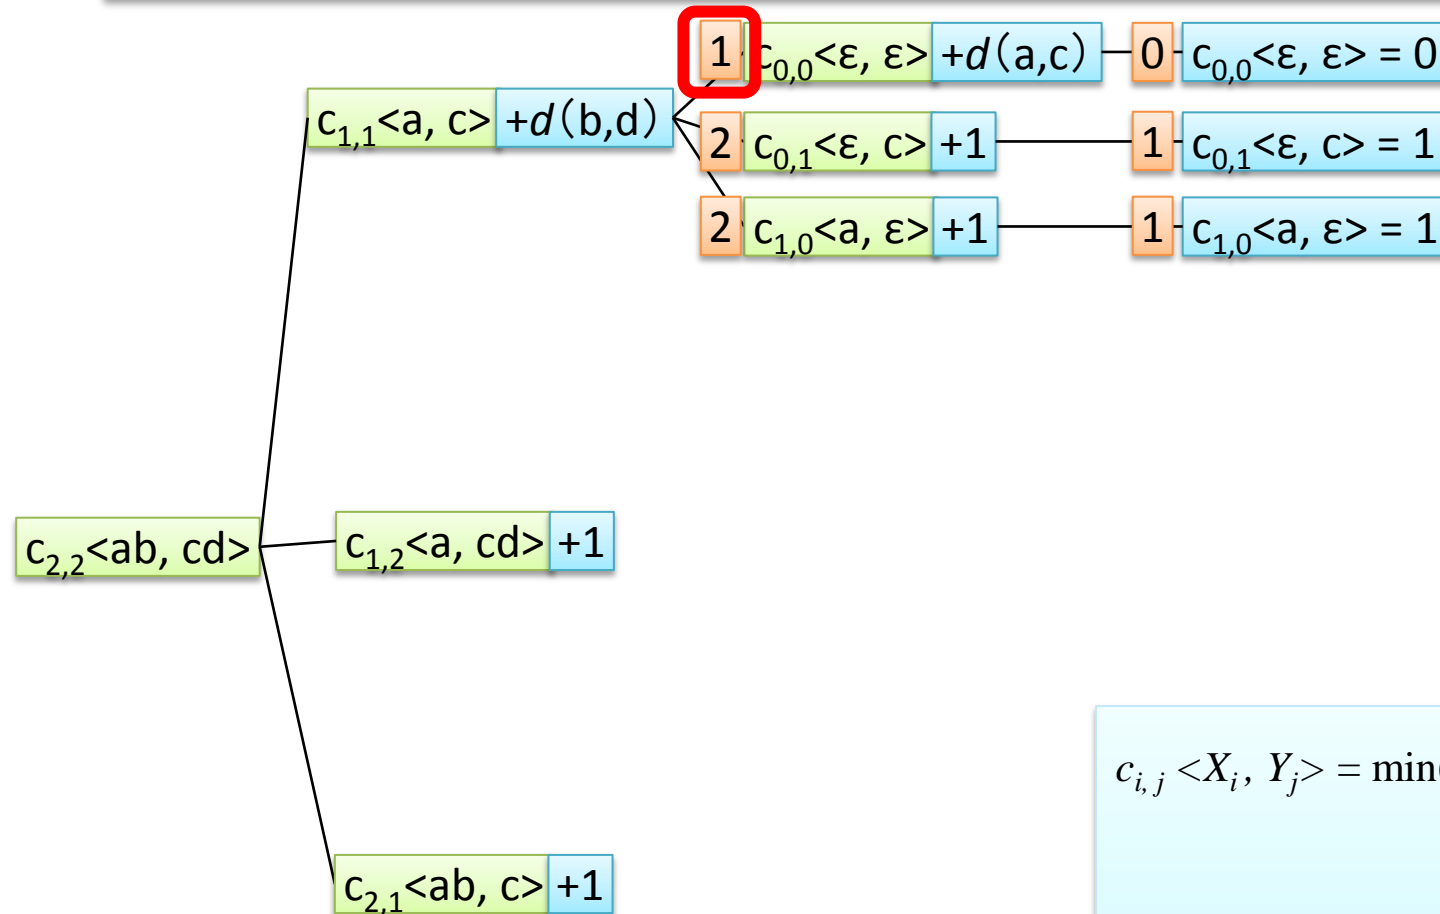 1 c0,0<ε, ε> +d(a,c) 0 c0,0<ε, ε> = 0
c1,1<a, c> +d(b,d)
2 c0,1<ε, c> +1 1 c0,1<ε, c> = 1
2 c1,0<a, ε> +1 1 c1,0<a, ε> = 1
c2,2<ab, cd> c1,2<a, cd> +1
ci, j <Xi, Yj> = min(
c2,1<ab, c> +1